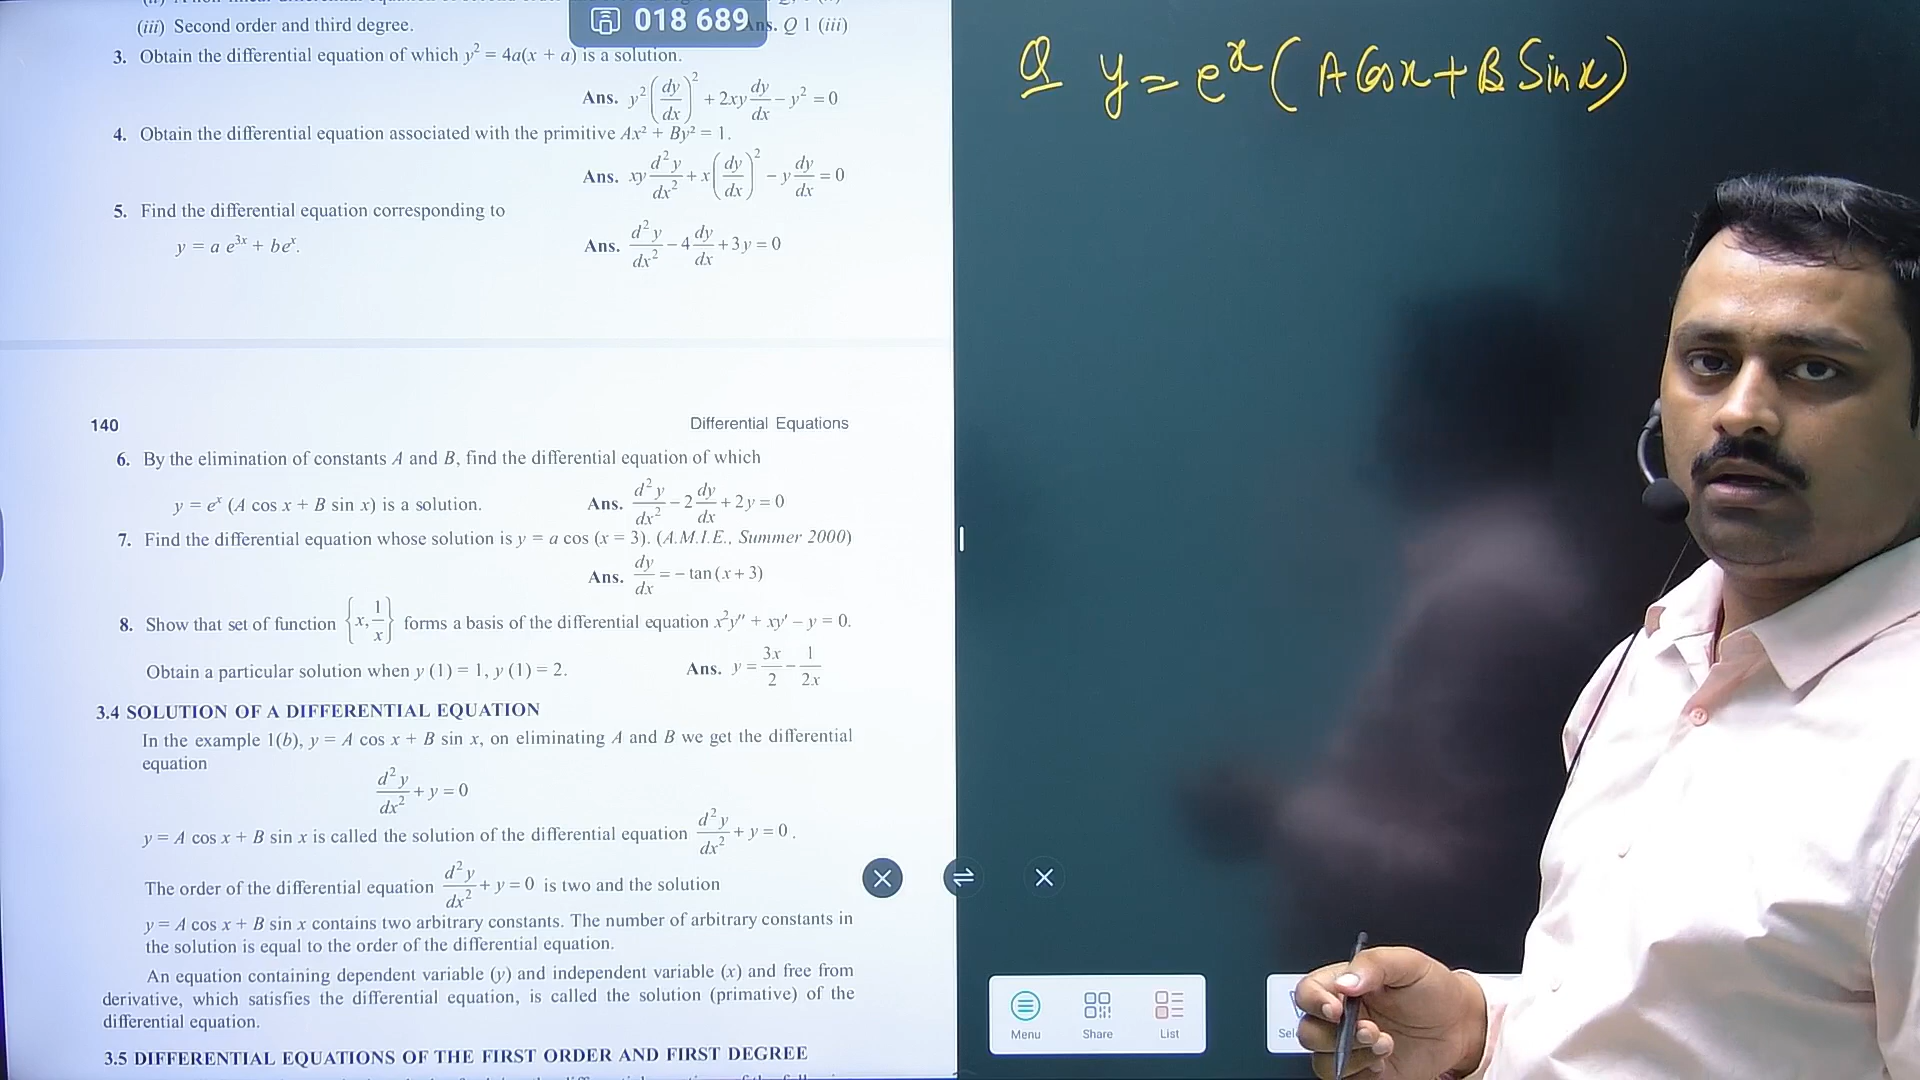 (iii) Second order and third degree. Ans. Q 1 (iii)
018 689
3. Obtain the differential equation of which y² = 4a(x + a) is a solution.
Ans. y²(dy/dx)² + 2xy dy/dx − y² = 0
4. Obtain the differential equation associated with the primitive Ax² + By² = 1.
Ans. xy d²y/dx² + x(dy/dx)² − y dy/dx = 0
5. Find the differential equation corresponding to
y = a e³ˣ + beˣ. Ans. d²y/dx² − 4 dy/dx + 3y = 0
140 Differential Equations
6. By the elimination of constants A and B, find the differential equation of which
y = eˣ (A cos x + B sin x) is a solution. Ans. d²y/dx² − 2 dy/dx + 2y = 0
7. Find the differential equation whose solution is y = a cos (x = 3). (A.M.I.E., Summer 2000)
Ans. dy/dx = − tan (x + 3)
8. Show that set of function {x, 1/x} forms a basis of the differential equation x²y″ + xy′ − y = 0.
Obtain a particular solution when y (1) = 1, y (1) = 2. Ans. y = 3x/2 − 1/2x
3.4 SOLUTION OF A DIFFERENTIAL EQUATION
In the example 1(b), y = A cos x + B sin x, on eliminating A and B we get the differential
equation
d²y/dx² + y = 0
y = A cos x + B sin x is called the solution of the differential equation d²y/dx² + y = 0.
The order of the differential equation d²y/dx² + y = 0 is two and the solution
y = A cos x + B sin x contains two arbitrary constants. The number of arbitrary constants in
the solution is equal to the order of the differential equation.
An equation containing dependent variable (y) and independent variable (x) and free from
derivative, which satisfies the differential equation, is called the solution (primative) of the
differential equation.
3.5 DIFFERENTIAL EQUATIONS OF THE FIRST ORDER AND FIRST DEGREE
Q y = eˣ ( A Cos x + B Sin x )
Menu Share List